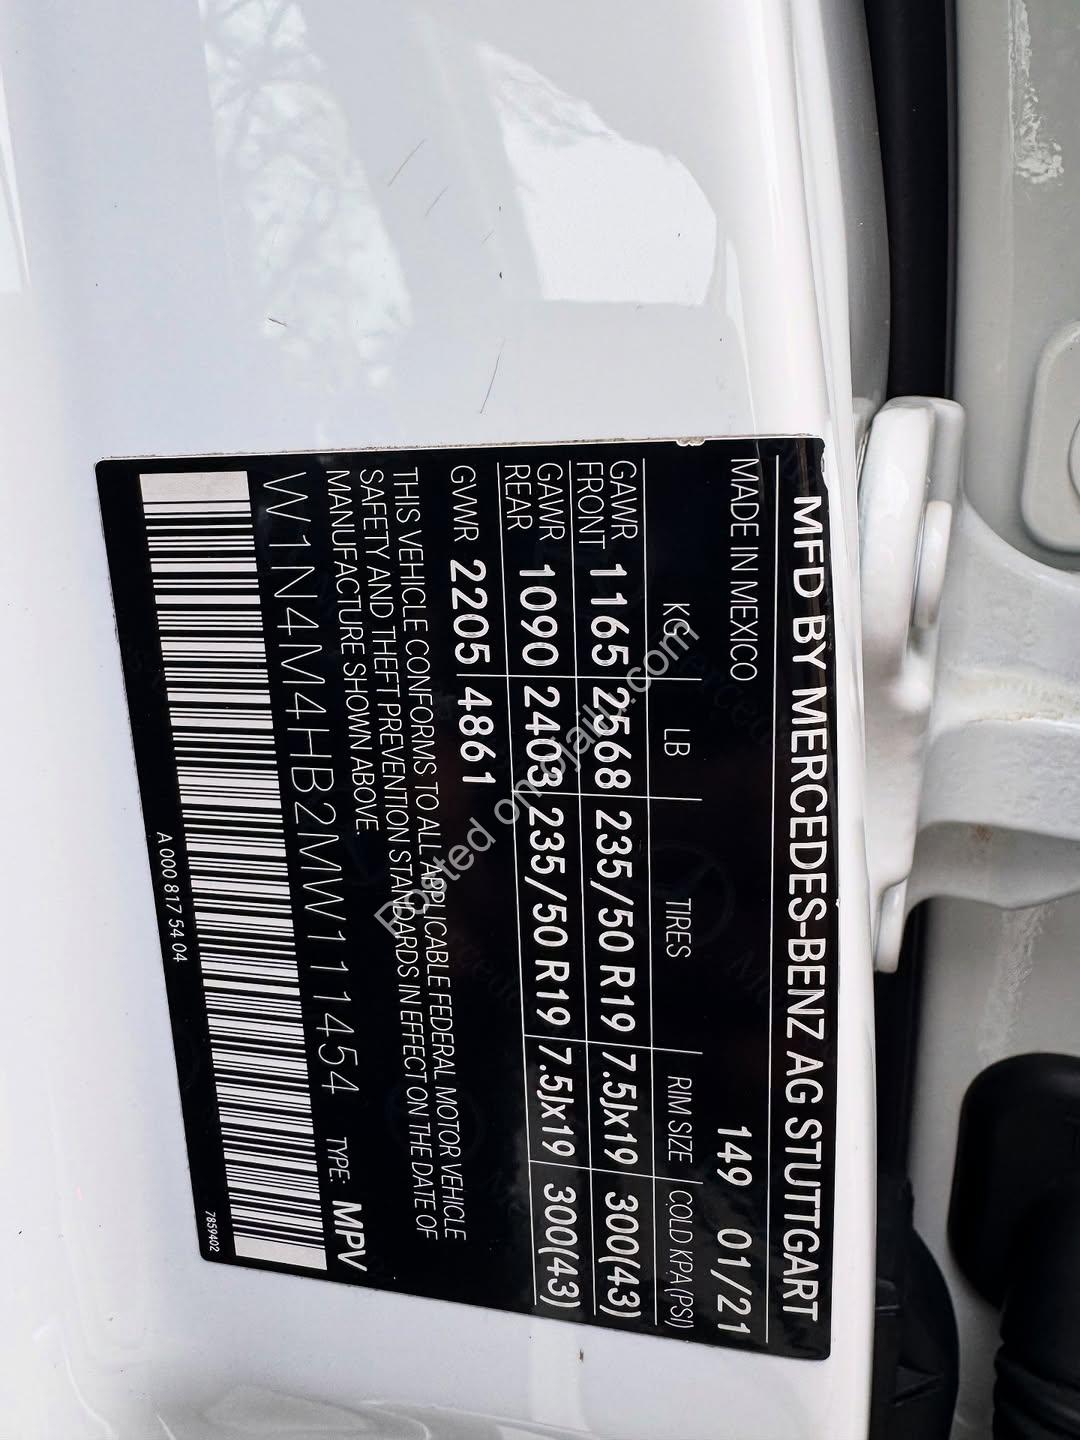 MFD BY MERCEDES-BENZ AG STUTTGART
MADE IN MEXICO 149 01/21
KG LB TIRES RIM SIZE COLD KPA(PSI)
GAWR
FRONT 1165 2568 235/50 R19 7.5Jx19 300(43)
GAWR
REAR 1090 2403 235/50 R19 7.5Jx19 300(43)
GWR 2205 4861
THIS VEHICLE CONFORMS TO ALL APPLICABLE FEDERAL MOTOR VEHICLE
SAFETY AND THEFT PREVENTION STANDARDS IN EFFECT ON THE DATE OF
MANUFACTURE SHOWN ABOVE.
W1N4M4HB2MW111454 TYPE: MPV
A 000 817 54 04
7859402
Posted on